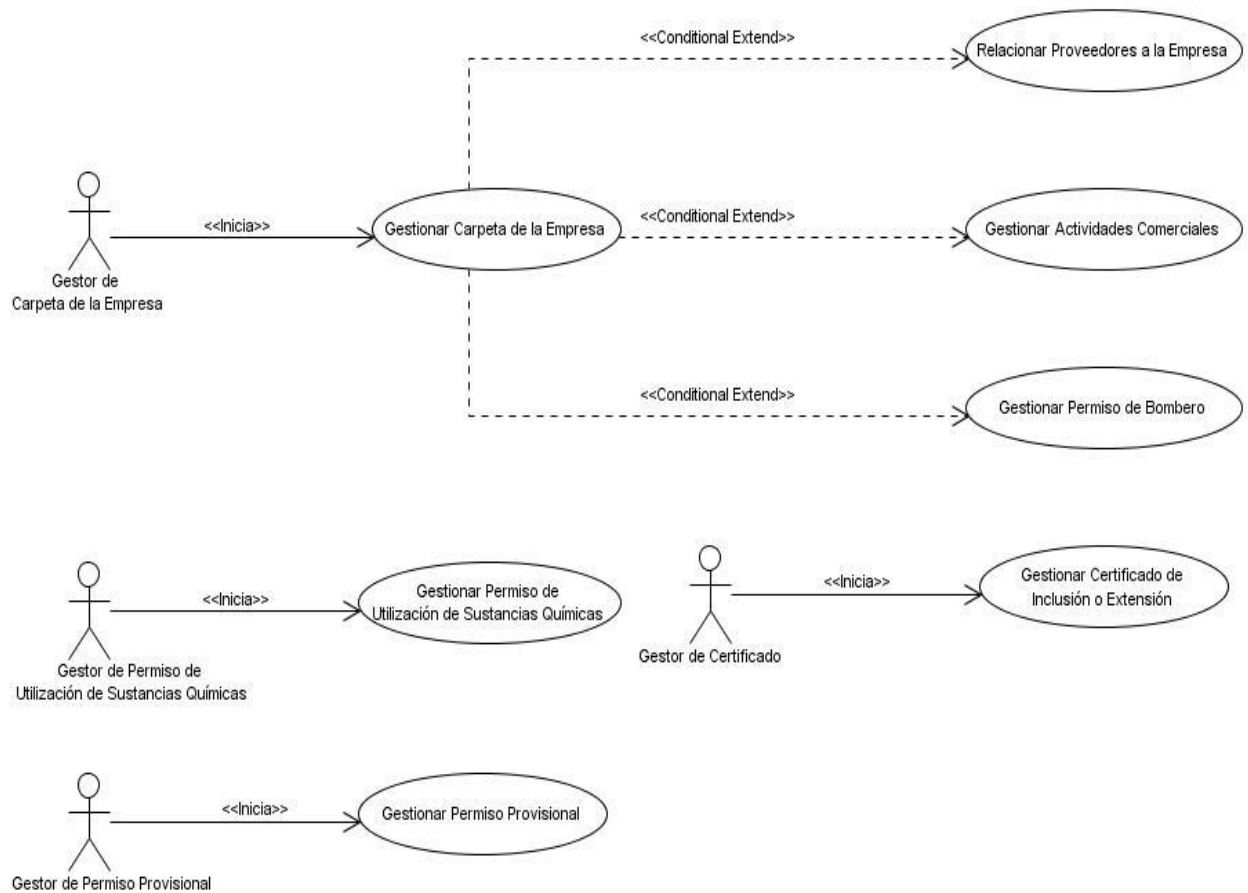 <<Conditional Extend>>
Relacionar Proveedores a la Empresa
<<Inicia>>
Gestionar Carpeta de la Empresa
<<Conditional Extend>>
Gestionar Actividades Comerciales
Gestor de
Carpeta de la Empresa
<<Conditional Extend>>
Gestionar Permiso de Bombero
<<Inicia>>
Gestionar Permiso de
Utilización de Sustancias Químicas
Gestor de Permiso de
Utilización de Sustancias Químicas
<<Inicia>>
Gestionar Certificado de
Inclusión o Extensión
Gestor de Certificado
<<Inicia>>
Gestionar Permiso Provisional
Gestor de Permiso Provisional